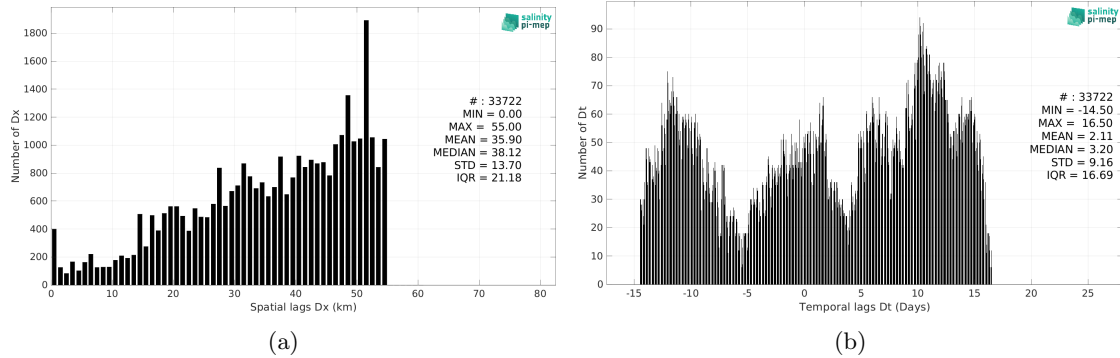 salinity
pi-mep
1800
1600
1400
1200
1000
800
600
400
200
0
Number of Dx
# : 33722
MIN = 0.00
MAX = 55.00
MEAN = 35.90
MEDIAN = 38.12
STD = 13.70
IQR = 21.18
0 10 20 30 40 50 60 70 80
Spatial lags Dx (km)
(a)
salinity
pi-mep
90
80
70
60
50
40
30
20
10
0
Number of Dt
# : 33722
MIN = -14.50
MAX = 16.50
MEAN = 2.11
MEDIAN = 3.20
STD = 9.16
IQR = 16.69
-15 -10 -5 0 5 10 15 20 25
Temporal lags Dt (Days)
(b)